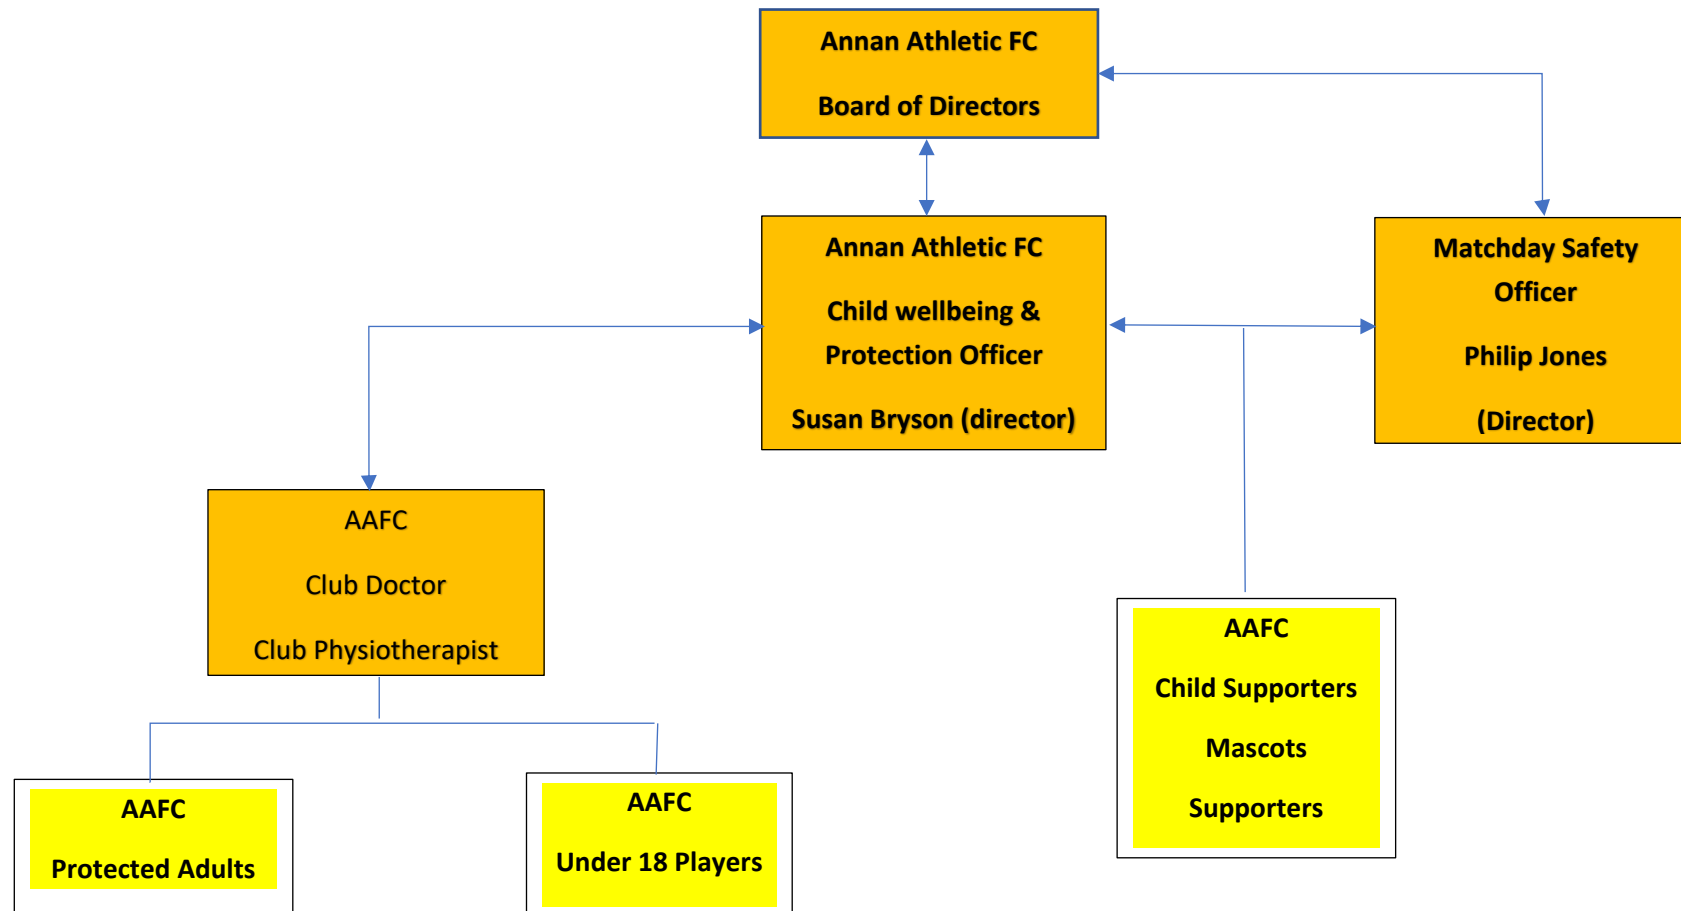 Annan Athletic FC
Board of Directors
Annan Athletic FC
Child wellbeing &
Protection Officer
Susan Bryson (director)
Matchday Safety
Officer
Philip Jones
(Director)
AAFC
Club Doctor
Club Physiotherapist
AAFC
Child Supporters
Mascots
Supporters
AAFC
Protected Adults
AAFC
Under 18 Players